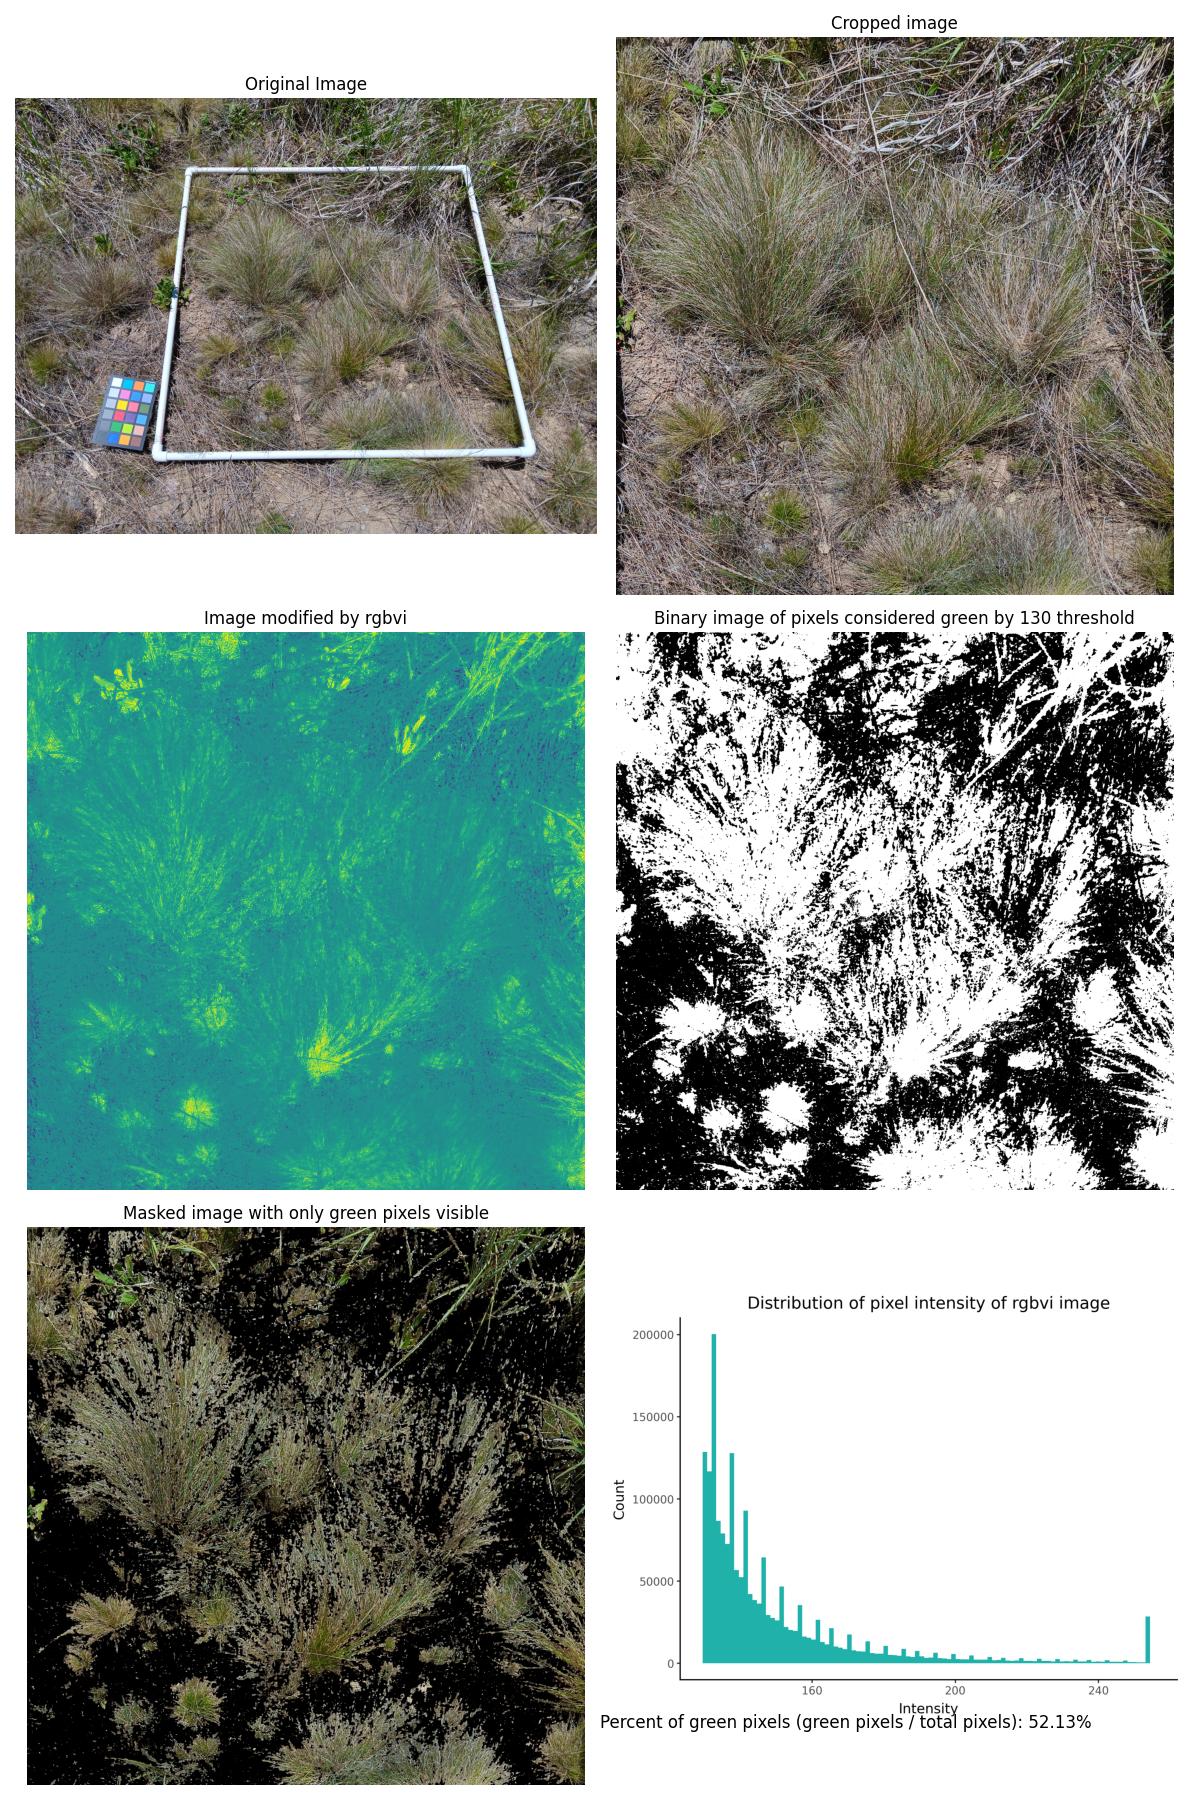 Original Image
Cropped image
Image modified by rgbvi
Binary image of pixels considered green by 130 threshold
Masked image with only green pixels visible
Distribution of pixel intensity of rgbvi image
200000
150000
100000
50000
0
Count
160
200
240
Intensity
Percent of green pixels (green pixels / total pixels): 52.13%